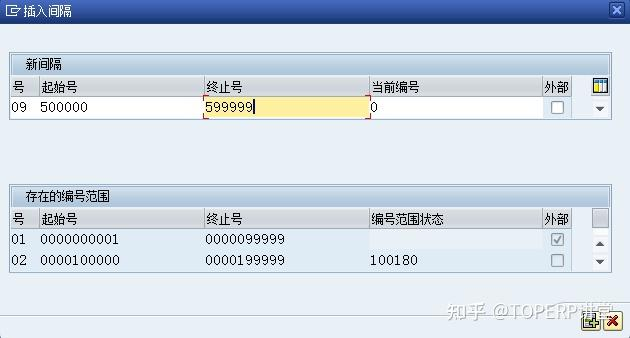 插入间隔
新间隔
号 起始号 终止号 当前编号 外部
09 500000 599999 0
存在的编号范围
号 起始号 终止号 编号范围状态 外部
01 0000000001 0000099999
02 0000100000 0000199999 100180
知乎 @TOPERP讲堂